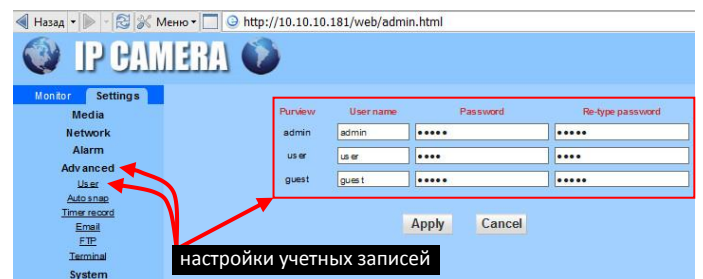 Назад Меню http://10.10.10.181/web/admin.html
IP CAMERA
Monitor Settings
Media
Network
Alarm
Advanced
User
Auto snap
Timer record
Email
FTP
Terminal
System
Purview User name Password Re-type password
admin admin ••••• •••••
user user •••• ••••
guest guest ••••• •••••
Apply Cancel
настройки учетных записей